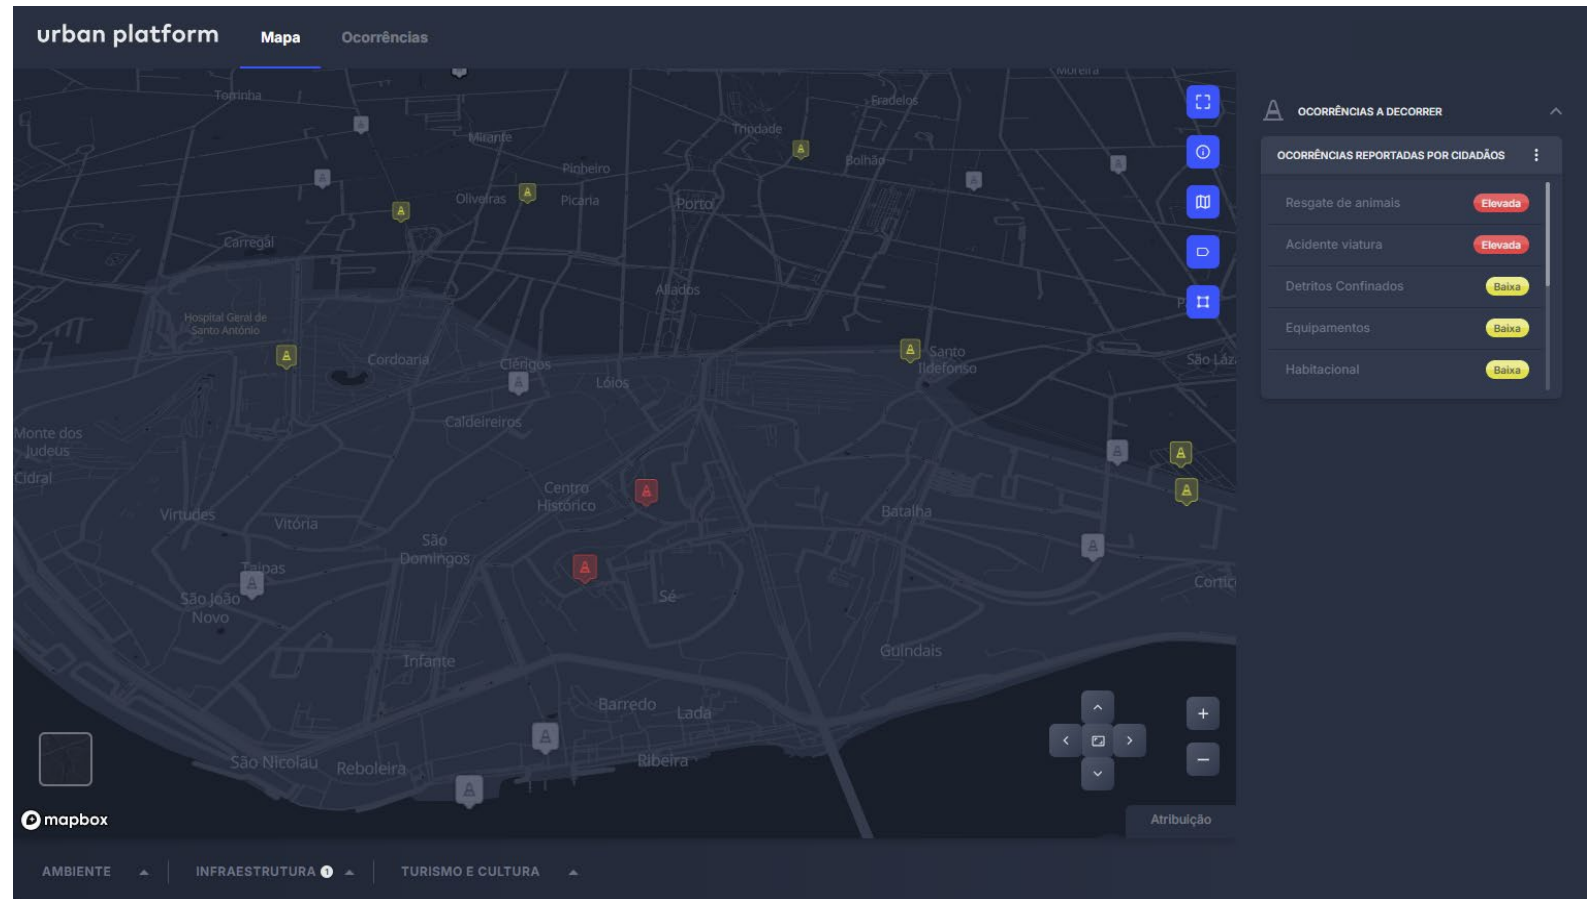 urban platform
Mapa
Ocorrências
Torrinha
Mirante
Pinheiro
Oliveiras
Picaria
Porto
Trindade
Fradelos
Bolhão
Moreira
Carregal
Hospital Geral de
Santo António
Aliados
Cordoaria
Clérigos
Lóios
Santo
Ildefonso
São Láz
Caldeireiros
Monte dos
Judeus
Cidral
Centro
Histórico
Virtudes
Vitória
São
Domingos
Batalha
Taipas
São João
Novo
Sé
Guindais
Infante
Barredo
Lada
São Nicolau
Reboleira
Ribeira
mapbox
Atribuição
OCORRÊNCIAS A DECORRER
OCORRÊNCIAS REPORTADAS POR CIDADÃOS
Resgate de animais Elevada
Acidente viatura Elevada
Detritos Confinados Baixa
Equipamentos Baixa
Habitacional Baixa
AMBIENTE
INFRAESTRUTURA 1
TURISMO E CULTURA